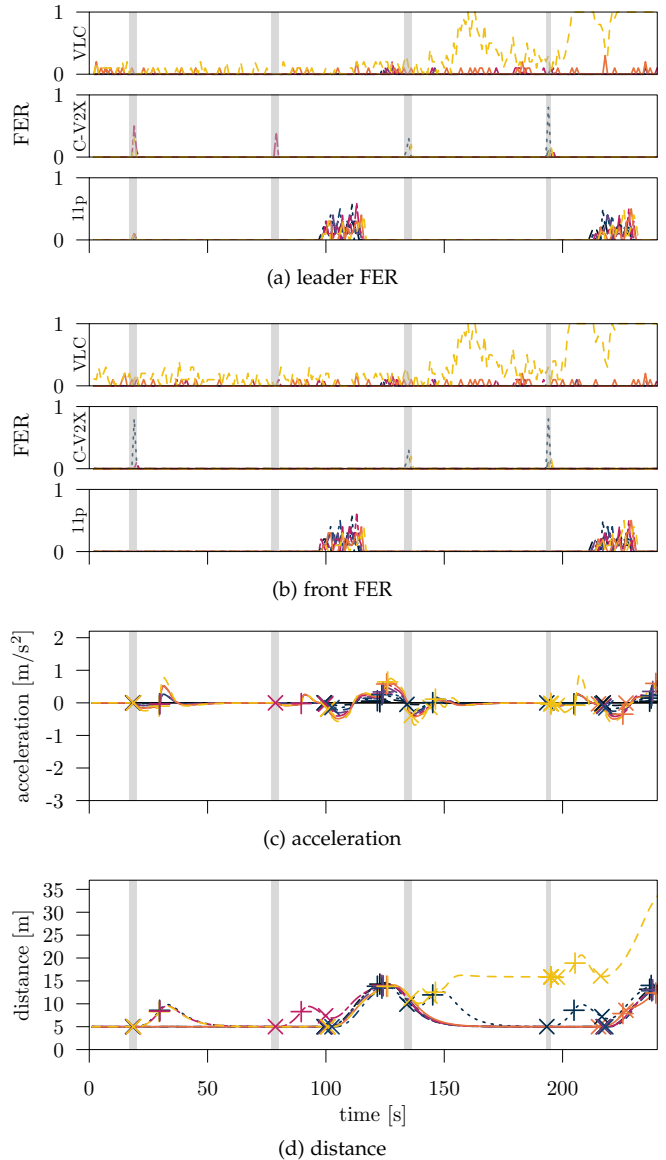 1
VLC
0
1
C-V2X
0
1
11p
0
FER
(a) leader FER
1
VLC
0
1
C-V2X
0
1
11p
0
FER
(b) front FER
2
1
0
-1
-2
-3
acceleration [m/s²]
(c) acceleration
35
30
25
20
15
10
5
0
distance [m]
0 50 100 150 200
time [s]
(d) distance